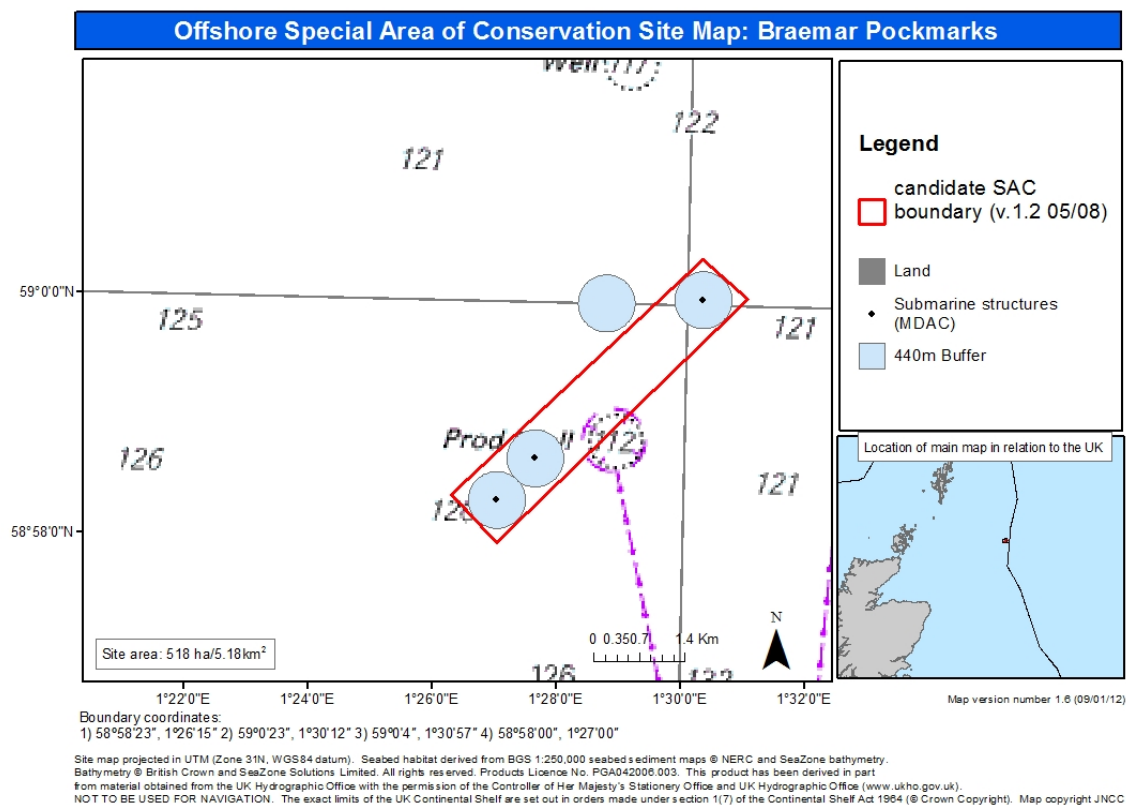 Offshore Special Area of Conservation Site Map: Braemar Pockmarks
122
121
59°0'0"N
125
121
Prod
112
126
121
58°58'0"N
N
0 0.350.7 1.4 Km
Site area: 518 ha/5.18km²
126
1°22'0"E 1°24'0"E 1°26'0"E 1°28'0"E 1°30'0"E 1°32'0"E
Legend
candidate SAC
boundary (v.1.2 05/08)
Land
Submarine structures
(MDAC)
440m Buffer
Location of main map in relation to the UK
Map version number 1.6 (09/01/12)
Boundary coordinates:
1) 58°58'23", 1°26'15" 2) 59°0'23", 1°30'12" 3) 59°0'4", 1°30'57" 4) 58°58'00", 1°27'00"
Site map projected in UTM (Zone 31N, WGS84 datum). Seabed habitat derived from BGS 1:250,000 seabed sediment maps © NERC and SeaZone bathymetry.
Bathymetry © British Crown and SeaZone Solutions Limited. All rights reserved. Products Licence No. PGA042006.003. This product has been derived in part
from material obtained from the UK Hydrographic Office with the permission of the Controller of Her Majesty's Stationery Office and UK Hydrographic Office (www.ukho.gov.uk).
NOT TO BE USED FOR NAVIGATION. The exact limits of the UK Continental Shelf are set out in orders made under section 1(7) of the Continental Shelf Act 1964 (© Crown Copyright). Map copyright JNCC